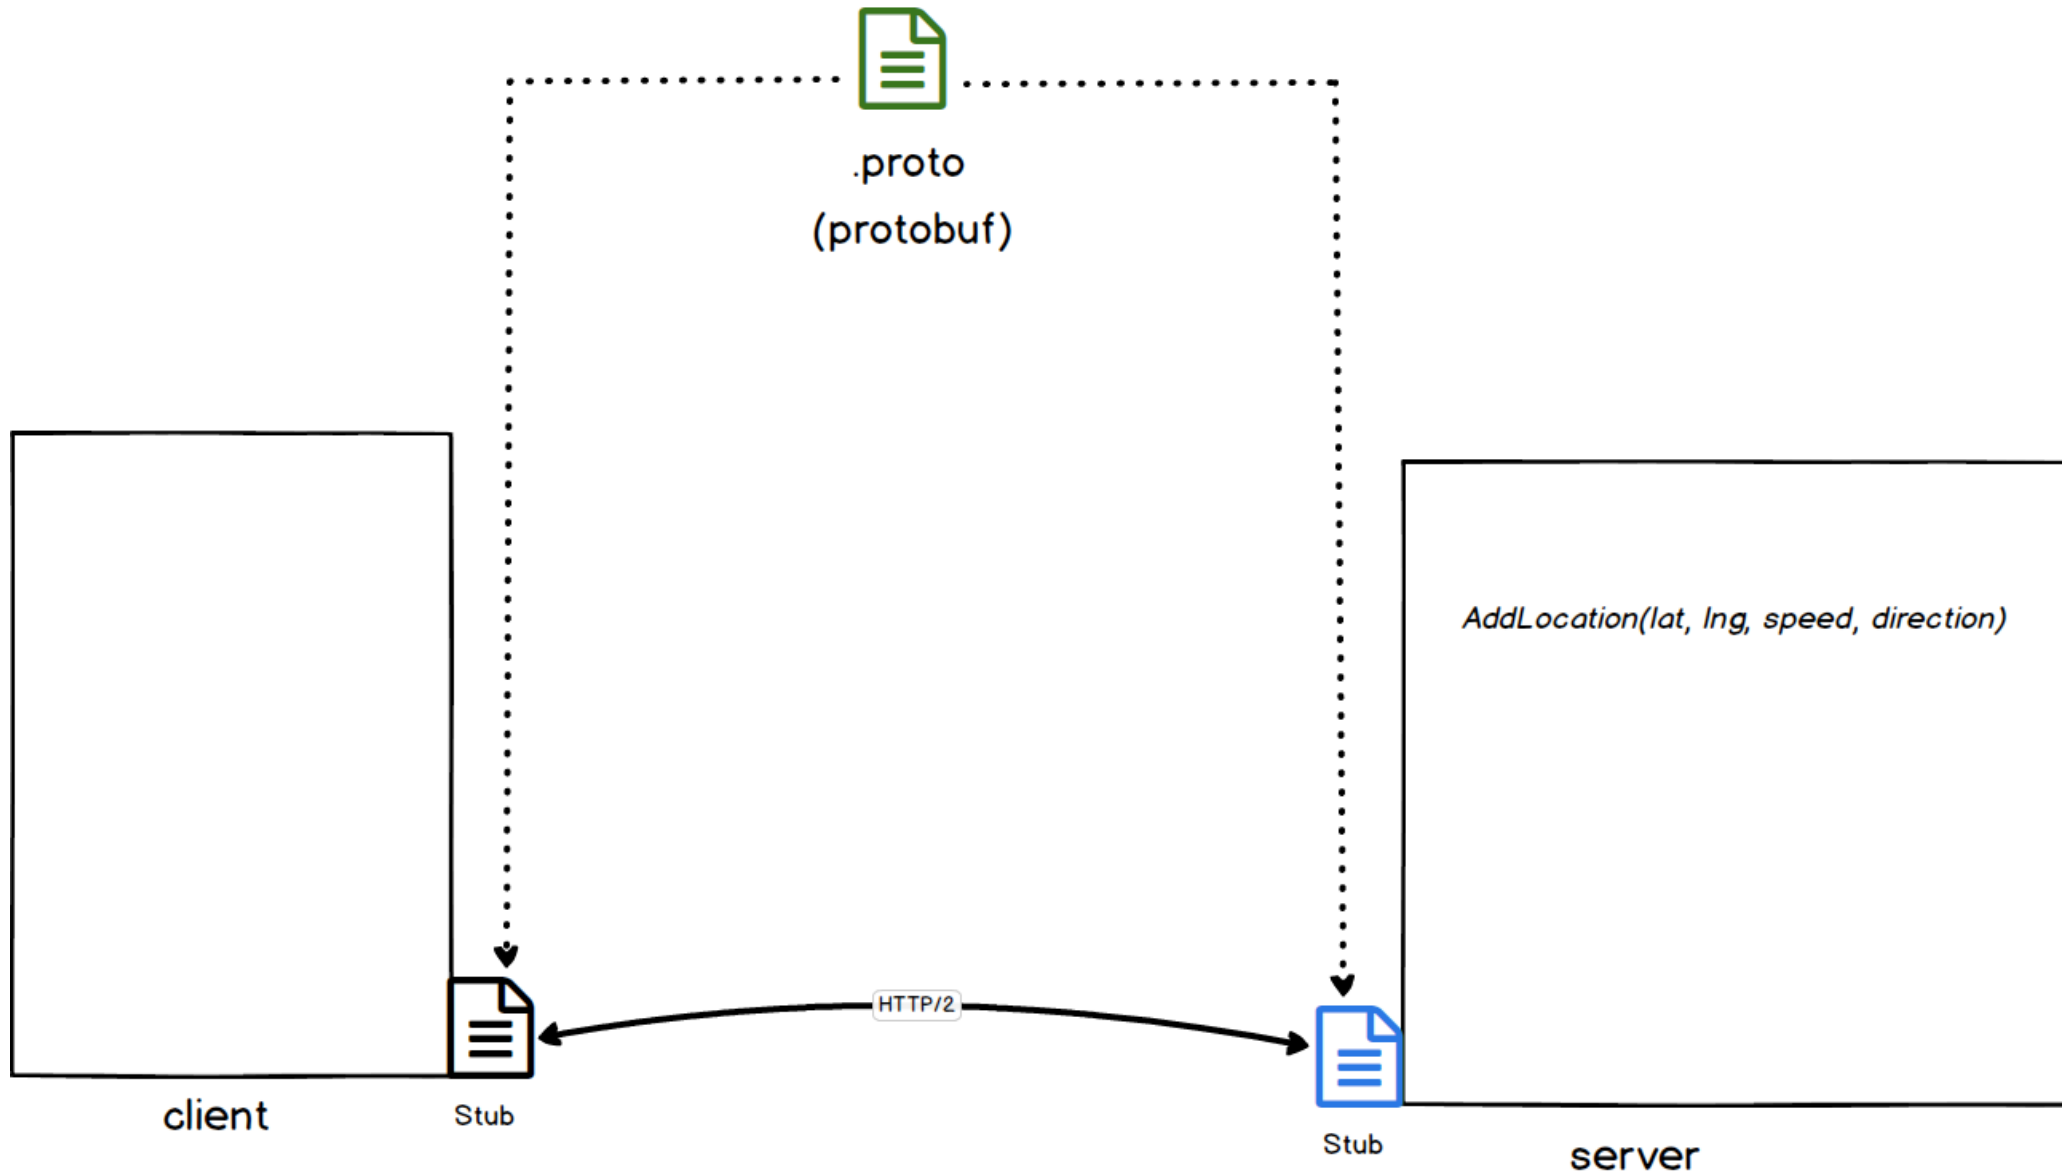 .proto
(protobuf)
AddLocation(lat, lng, speed, direction)
HTTP/2
client
Stub
Stub
server